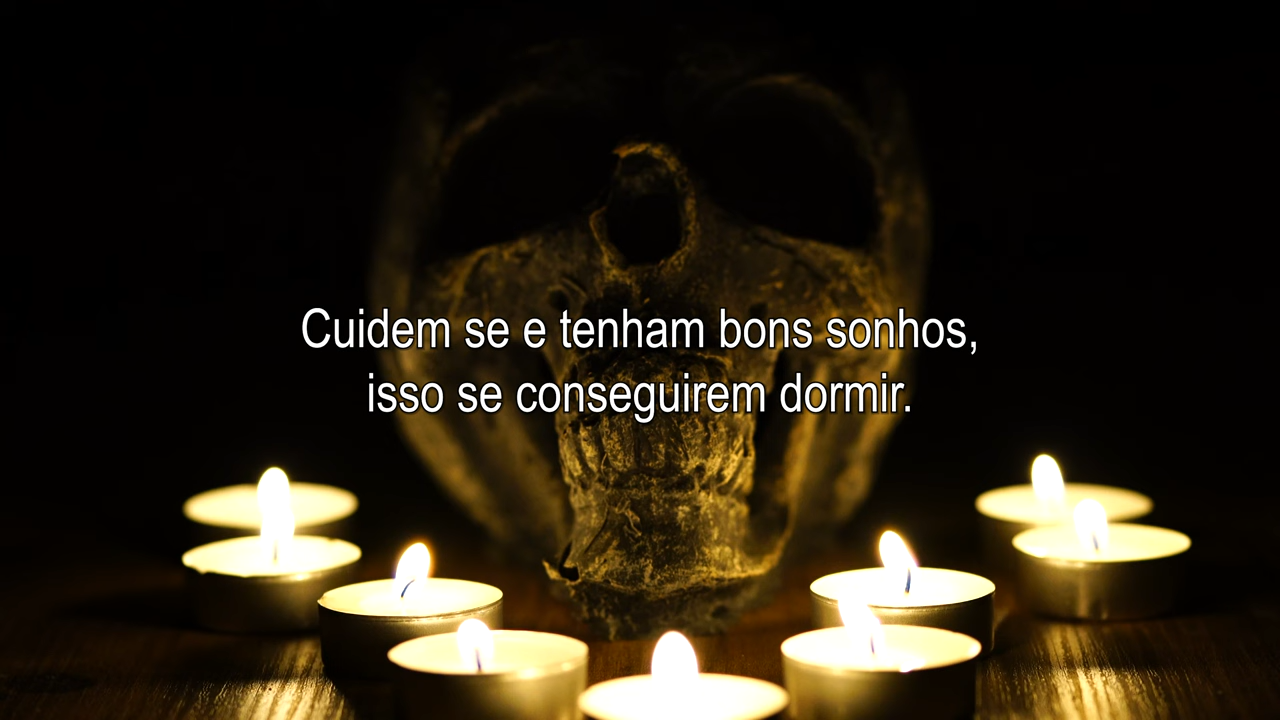 Cuidem se e tenham bons sonhos,
isso se conseguirem dormir.